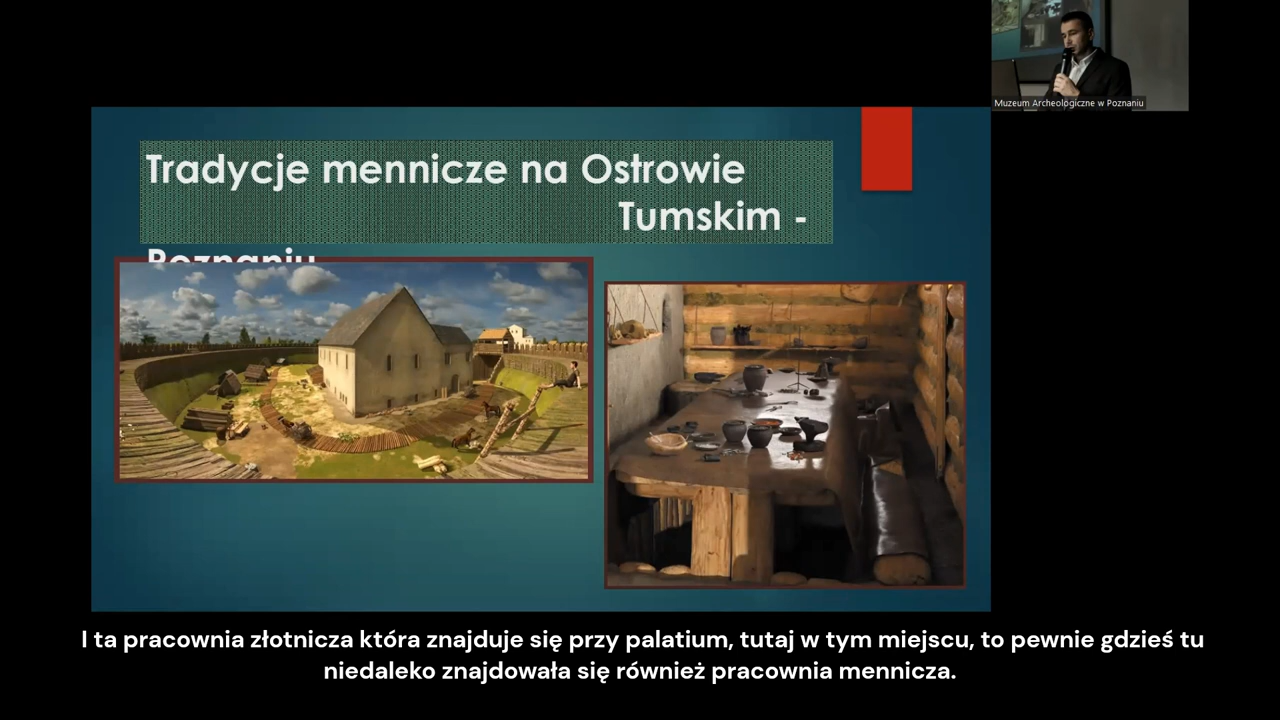 Muzeum Archeologiczne w Poznaniu
Tradycje mennicze na Ostrowie
Tumskim -
Poznaniu
I ta pracownia złotnicza która znajduje się przy palatium, tutaj w tym miejscu, to pewnie gdzieś tu
niedaleko znajdowała się również pracownia mennicza.